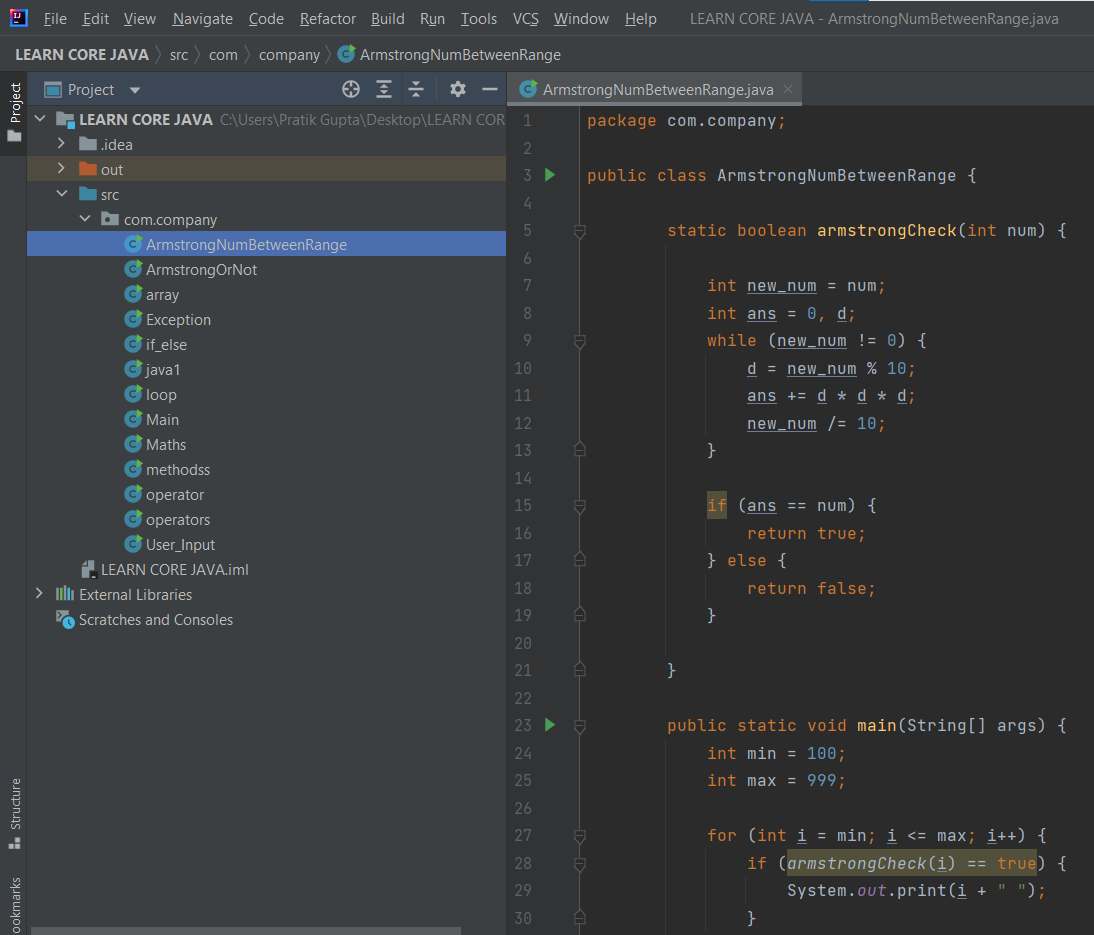 File Edit View Navigate Code Refactor Build Run Tools VCS Window Help LEARN CORE JAVA - ArmstrongNumBetweenRange.java
LEARN CORE JAVA src com company ArmstrongNumBetweenRange
Project
Project
ArmstrongNumBetweenRange.java
LEARN CORE JAVA C:\Users\Pratik Gupta\Desktop\LEARN COR
.idea
out
src
com.company
ArmstrongNumBetweenRange
ArmstrongOrNot
array
Exception
if_else
java1
loop
Main
Maths
methodss
operator
operators
User_Input
LEARN CORE JAVA.iml
External Libraries
Scratches and Consoles
Structure
ookmarks
1 package com.company;
2
3 public class ArmstrongNumBetweenRange {
4
5 static boolean armstrongCheck(int num) {
6
7 int new_num = num;
8 int ans = 0, d;
9 while (new_num != 0) {
10 d = new_num % 10;
11 ans += d * d * d;
12 new_num /= 10;
13 }
14
15 if (ans == num) {
16 return true;
17 } else {
18 return false;
19 }
20
21 }
22
23 public static void main(String[] args) {
24 int min = 100;
25 int max = 999;
26
27 for (int i = min; i <= max; i++) {
28 if (armstrongCheck(i) == true) {
29 System.out.print(i + " ");
30 }